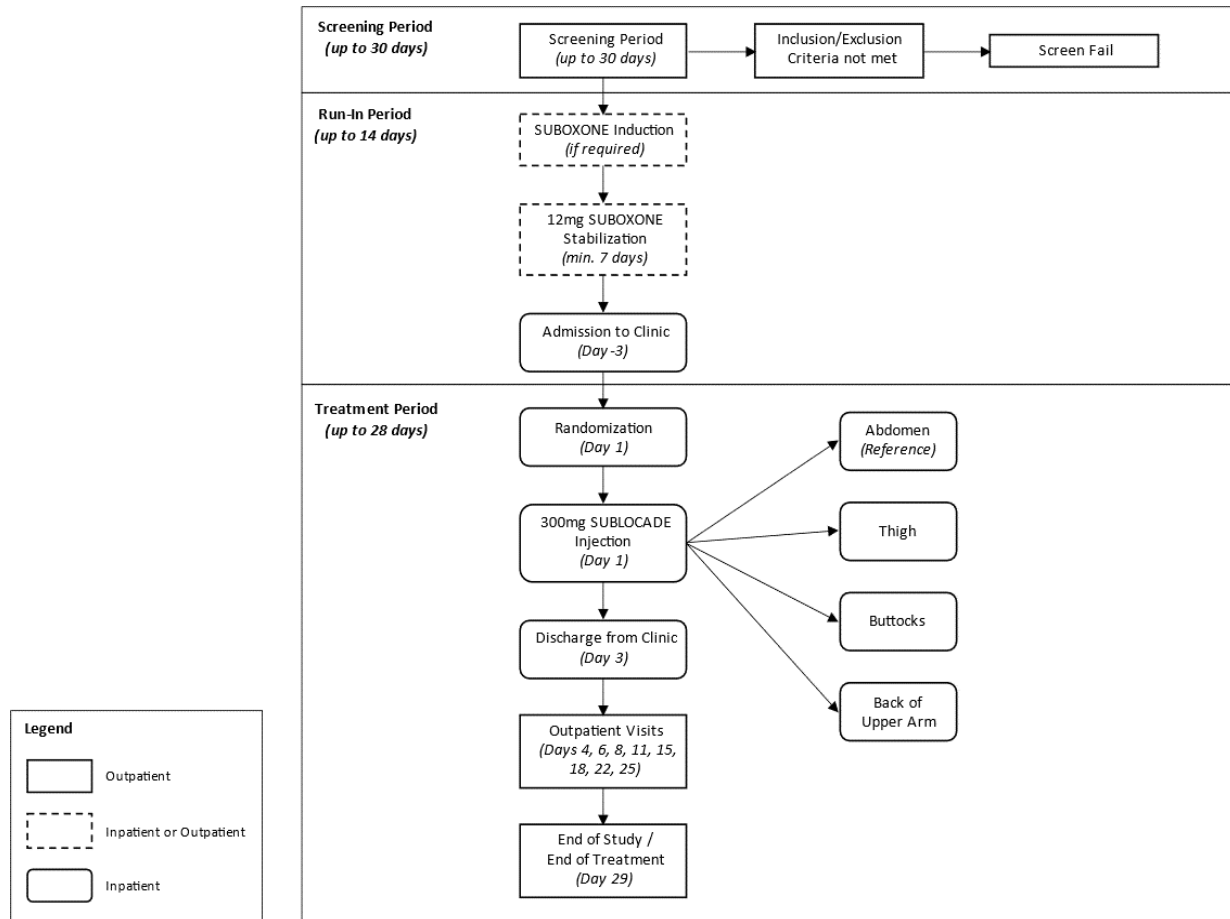 Screening Period
(up to 30 days)
Screening Period
(up to 30 days)
Inclusion/Exclusion
Criteria not met
Screen Fail
Run-In Period
(up to 14 days)
SUBOXONE Induction
(if required)
12mg SUBOXONE
Stabilization
(min. 7 days)
Admission to Clinic
(Day -3)
Treatment Period
(up to 28 days)
Randomization
(Day 1)
Abdomen
(Reference)
300mg SUBLOCADE
Injection
(Day 1)
Thigh
Buttocks
Discharge from Clinic
(Day 3)
Back of
Upper Arm
Outpatient Visits
(Days 4, 6, 8, 11, 15,
18, 22, 25)
End of Study /
End of Treatment
(Day 29)
Legend
Outpatient
Inpatient or Outpatient
Inpatient